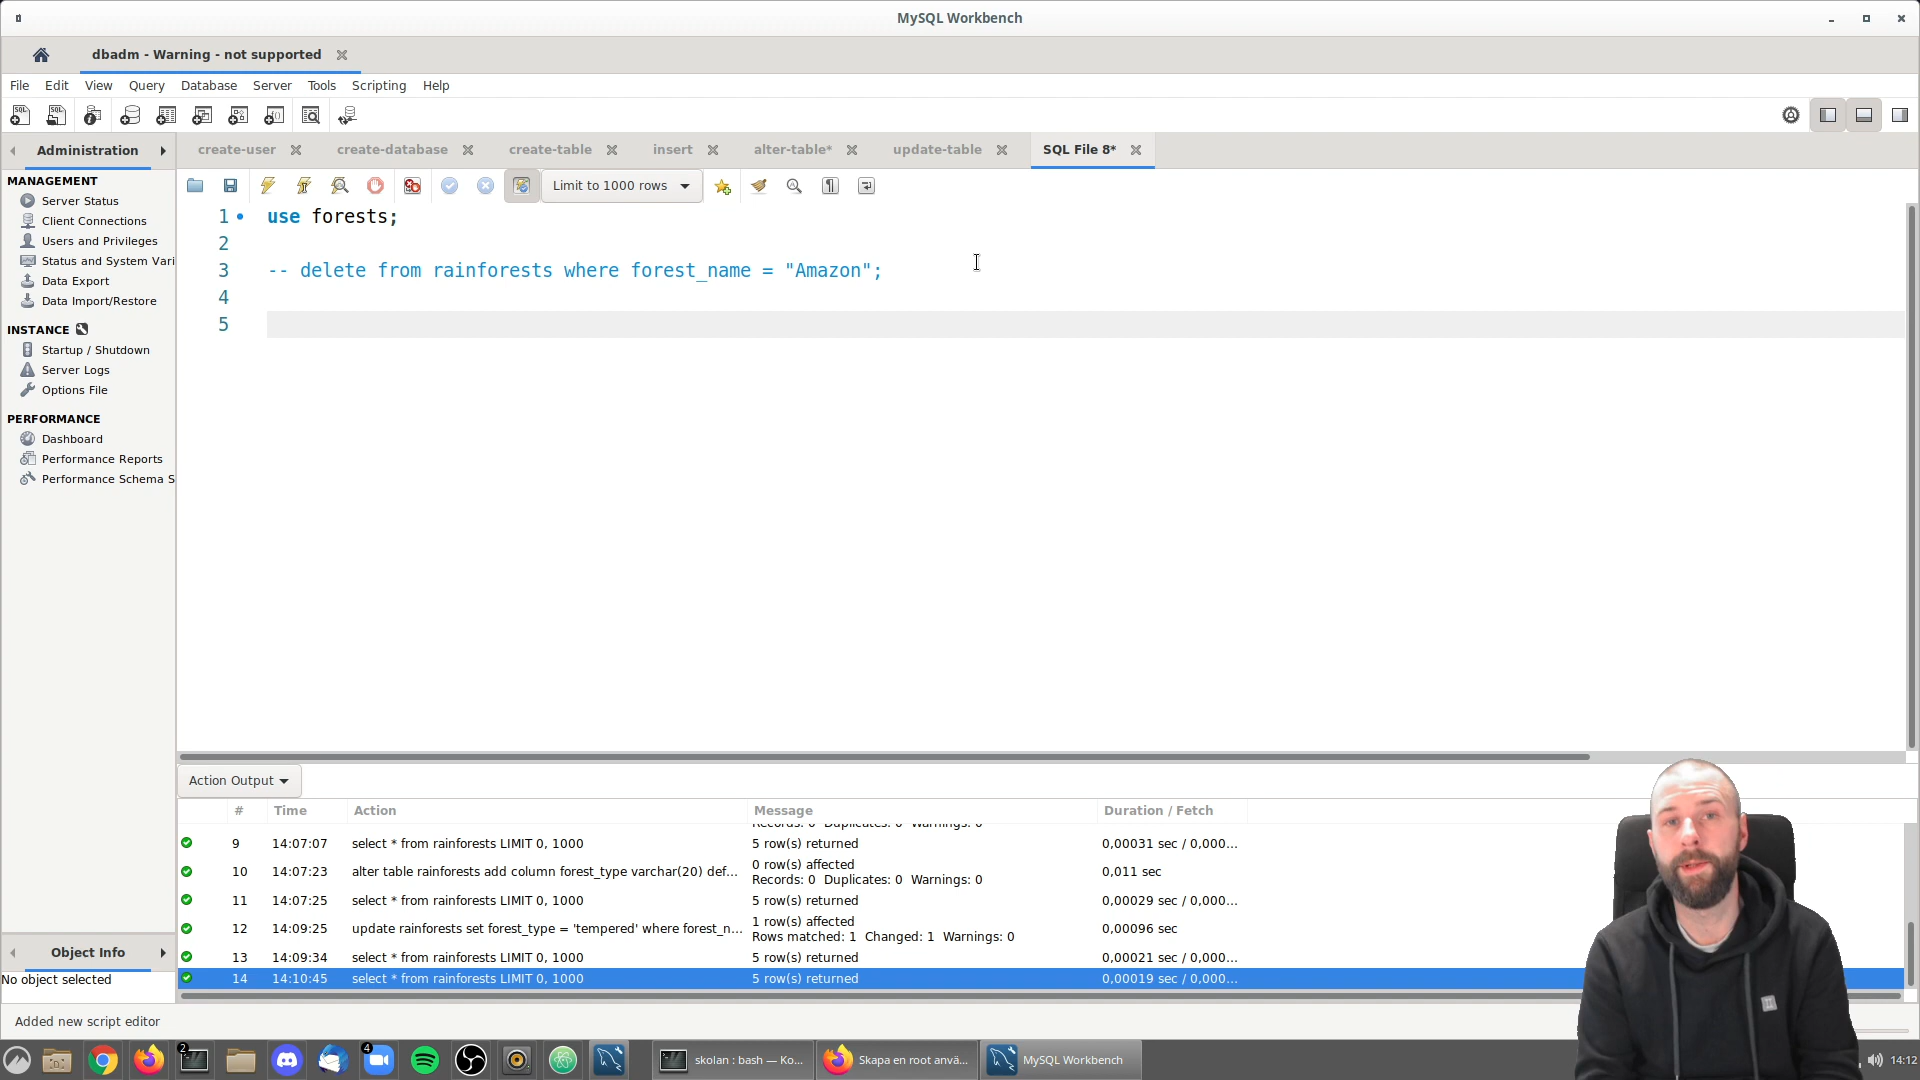 MySQL Workbench
dbadm - Warning - not supported
File Edit View Query Database Server Tools Scripting Help
Administration
create-user create-database create-table insert alter-table* update-table SQL File 8*
MANAGEMENT
Server Status
Client Connections
Users and Privileges
Status and System Vari
Data Export
Data Import/Restore
INSTANCE
Startup / Shutdown
Server Logs
Options File
PERFORMANCE
Dashboard
Performance Reports
Performance Schema S
Limit to 1000 rows
1 use forests;
2
3 -- delete from rainforests where forest_name = "Amazon";
4
5
Action Output
# Time Action Message Duration / Fetch
Records: 0 Duplicates: 0 Warnings: 0
9 14:07:07 select * from rainforests LIMIT 0, 1000 5 row(s) returned 0,00031 sec / 0,000...
10 14:07:23 alter table rainforests add column forest_type varchar(20) def... 0 row(s) affected 0,011 sec
Records: 0 Duplicates: 0 Warnings: 0
11 14:07:25 select * from rainforests LIMIT 0, 1000 5 row(s) returned 0,00029 sec / 0,000...
12 14:09:25 update rainforests set forest_type = 'tempered' where forest_n... 1 row(s) affected 0,00096 sec
Rows matched: 1 Changed: 1 Warnings: 0
13 14:09:34 select * from rainforests LIMIT 0, 1000 5 row(s) returned 0,00021 sec / 0,000...
14 14:10:45 select * from rainforests LIMIT 0, 1000 5 row(s) returned 0,00019 sec / 0,000...
Object Info
No object selected
Added new script editor
2 4 skolan : bash — Ko... Skapa en root anvä... MySQL Workbench 14:12